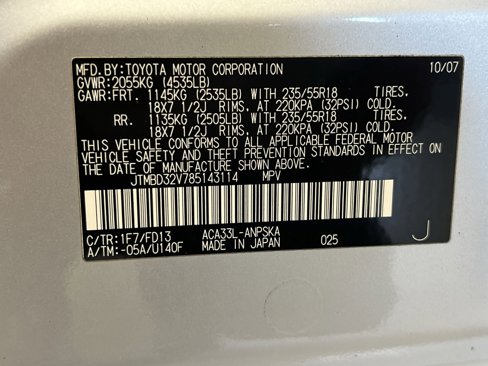 MFD.BY:TOYOTA MOTOR CORPORATION 10/07
GVWR:2055KG (4535LB)
GAWR:FRT. 1145KG (2535LB) WITH 235/55R18 TIRES.
18X7 1/2J RIMS. AT 220KPA (32PSI) COLD.
RR. 1135KG (2505LB) WITH 235/55R18 TIRES.
18X7 1/2J RIMS. AT 220KPA (32PSI) COLD.
THIS VEHICLE CONFORMS TO ALL APPLICABLE FEDERAL MOTOR
VEHICLE SAFETY AND THEFT PREVENTION STANDARDS IN EFFECT ON
THE DATE OF MANUFACTURE SHOWN ABOVE.
JTMBD32V785143114 MPV
C/TR:1F7/FD13 ACA33L-ANPSKA
A/TM:-05A/U140F MADE IN JAPAN 025 J